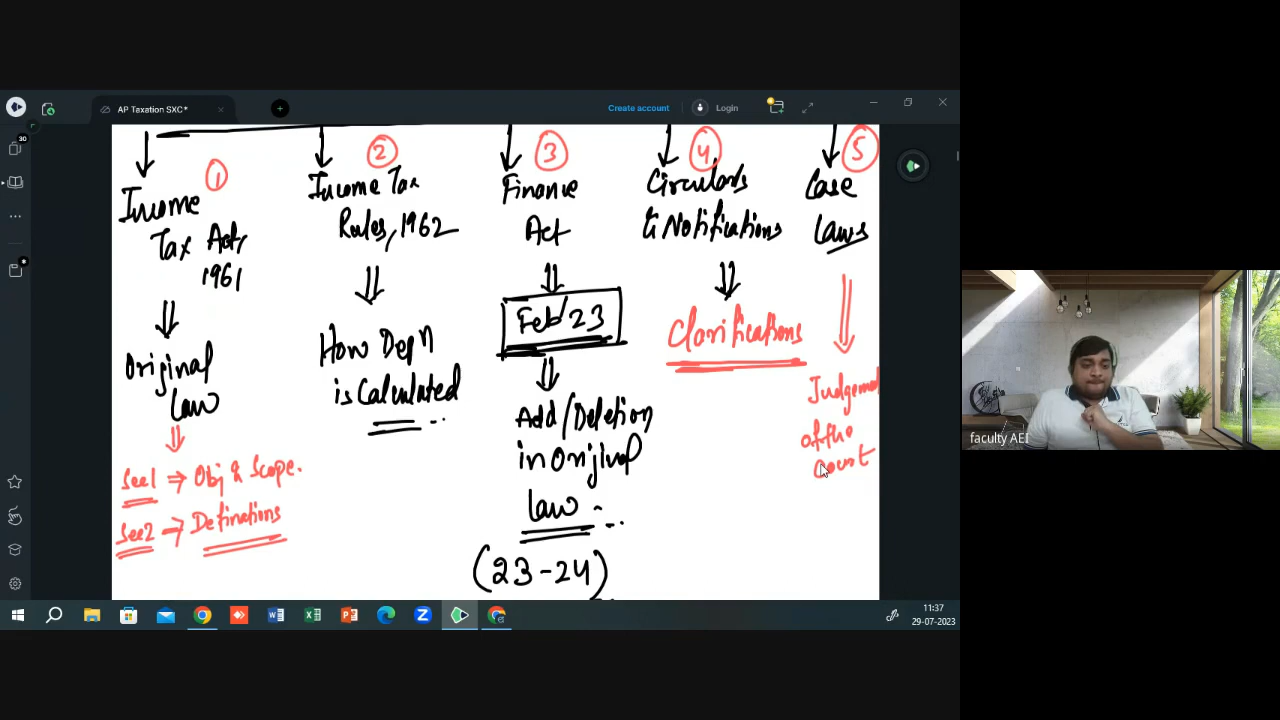 AP Taxation SXC*
Create account
Login
30
1
2
3
4
5
Income
Tax Act,
1961
Original
Law
Sec1 ⇒ Obj & Scope.
Sec2 → Definations
Income Tax
Rules, 1962
How Depn
is Calculated
...
Finance
Act
Feb'23
Add/Deletion
in Original
Law -...
(23-24)
Circulars
& Notifications
Clarifications
Case
Laws
Judgement
of the
court
faculty AEI
11:37
29-07-2023